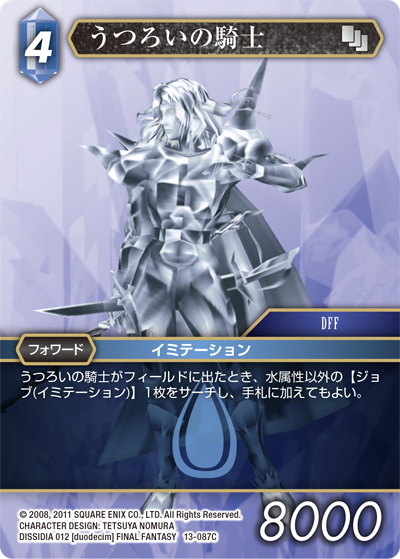 4
うつろいの騎士
DFF
フォワード
イミテーション
うつろいの騎士がフィールドに出たとき、水属性以外の【ジョ
ブ(イミテーション)】1枚をサーチし、手札に加えてもよい。
© 2008, 2011 SQUARE ENIX CO., LTD. All Rights Reserved.
CHARACTER DESIGN: TETSUYA NOMURA
DISSIDIA 012 [duodecim] FINAL FANTASY 13-087C
8000